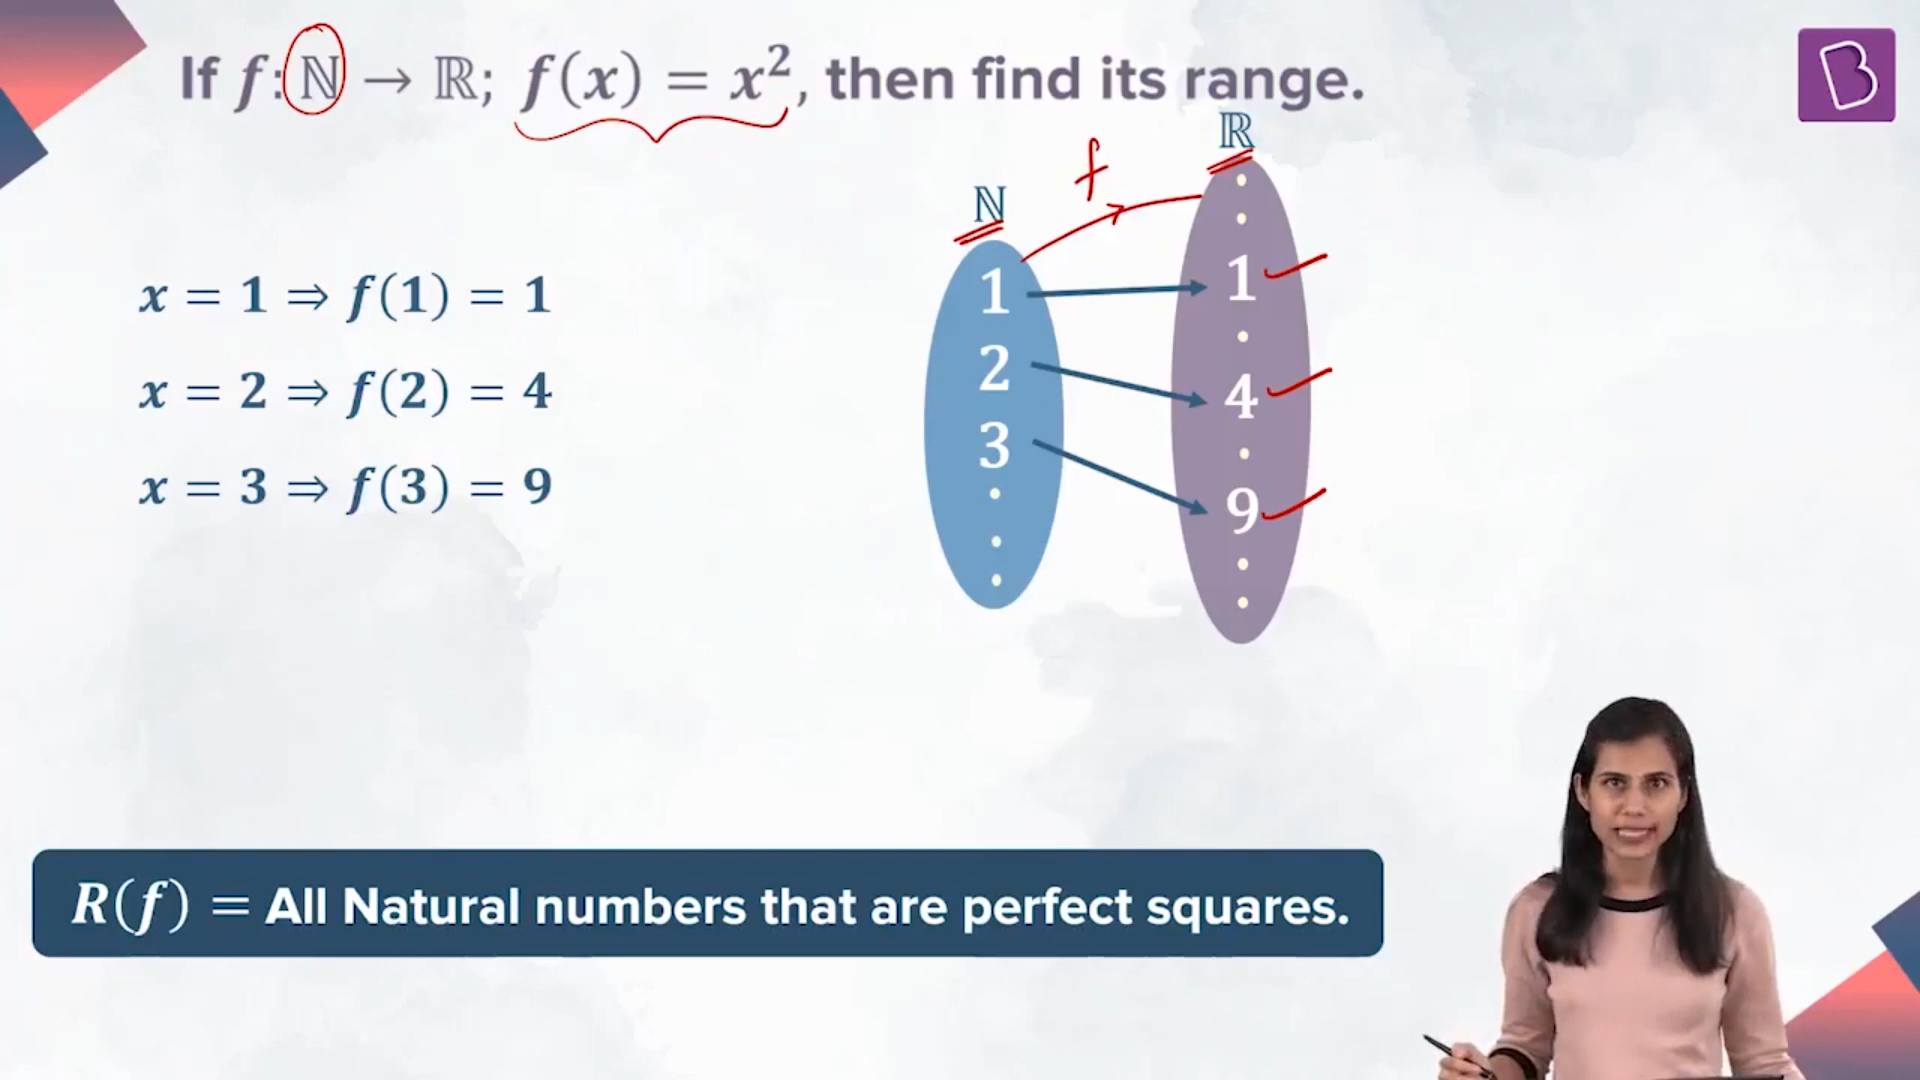 If f: ℕ → ℝ; f(x) = x², then find its range.
ℝ
f
ℕ
x = 1 ⇒ f(1) = 1
x = 2 ⇒ f(2) = 4
x = 3 ⇒ f(3) = 9
1
2
3
1
4
9
R(f) = All Natural numbers that are perfect squares.
B